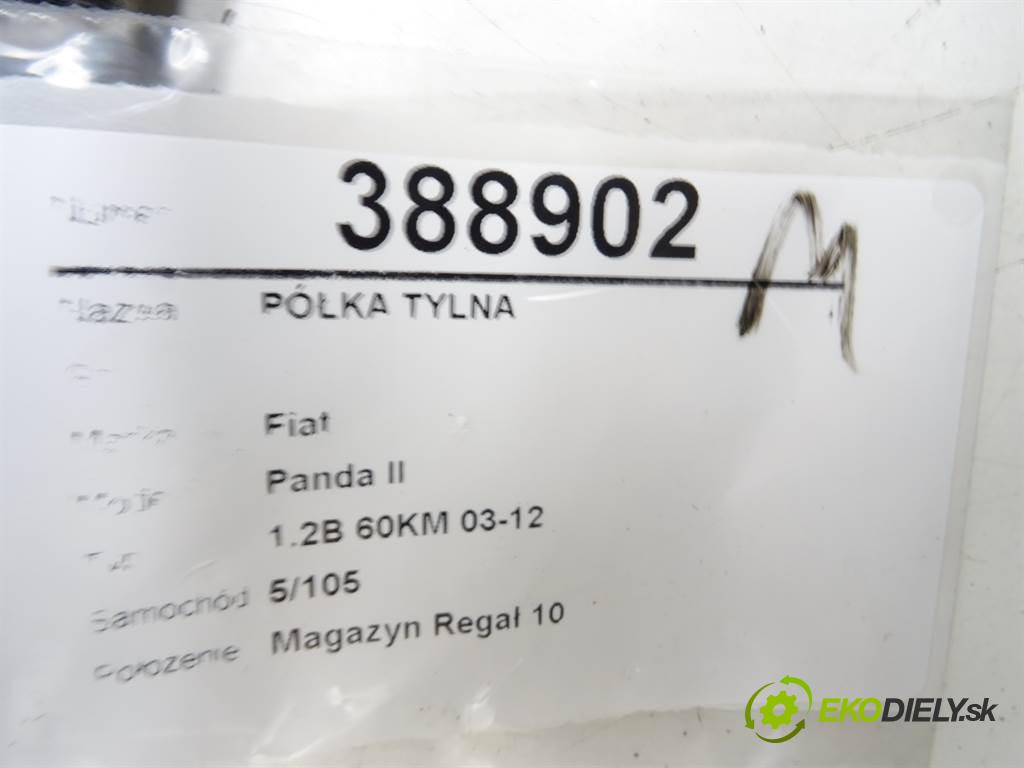 388902 M
Nazwa PÓŁKA TYLNA
Fiat
Panda II
1.2B 60KM 03-12
Samochód 5/105
Położenie Magazyn Regał 10
EKODIELY.sk